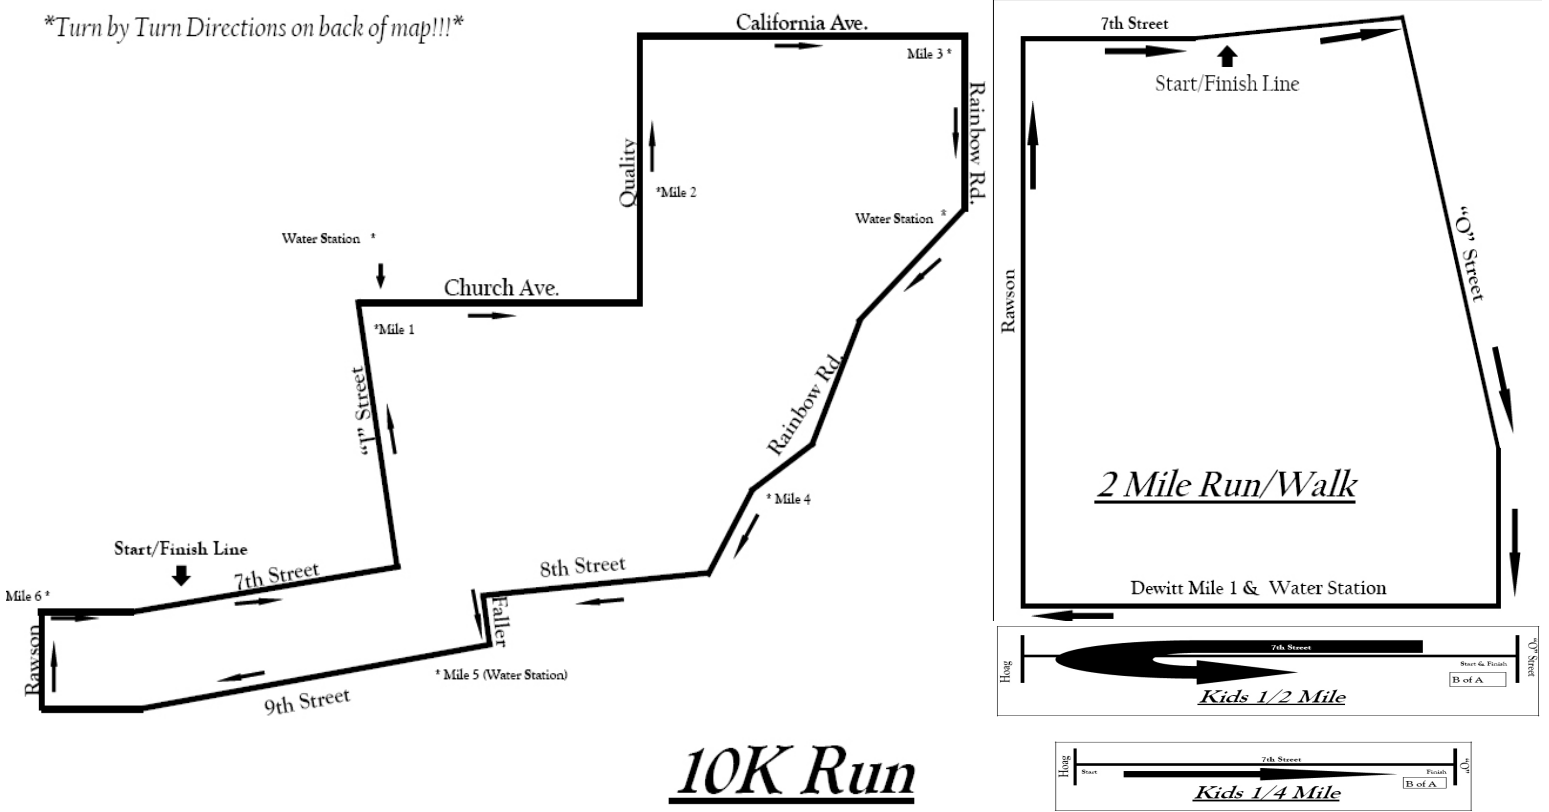 *Turn by Turn Directions on back of map!!!*
California Ave.
Mile 3 *
Rainbow Rd.
Quality
*Mile 2
Water Station *
Water Station *
Church Ave.
*Mile 1
"I" Street
Rainbow Rd.
* Mile 4
Start/Finish Line
7th Street
8th Street
Mile 6 *
Faller
Rawson
* Mile 5 (Water Station)
9th Street
10K Run
7th Street
Start/Finish Line
"O" Street
Rawson
2 Mile Run/Walk
Dewitt Mile 1 & Water Station
Hoag
7th Street
Start & Finish
"O" Street
B of A
Kids 1/2 Mile
Hoag
7th Street
Start
Finish
"O"
B of A
Kids 1/4 Mile